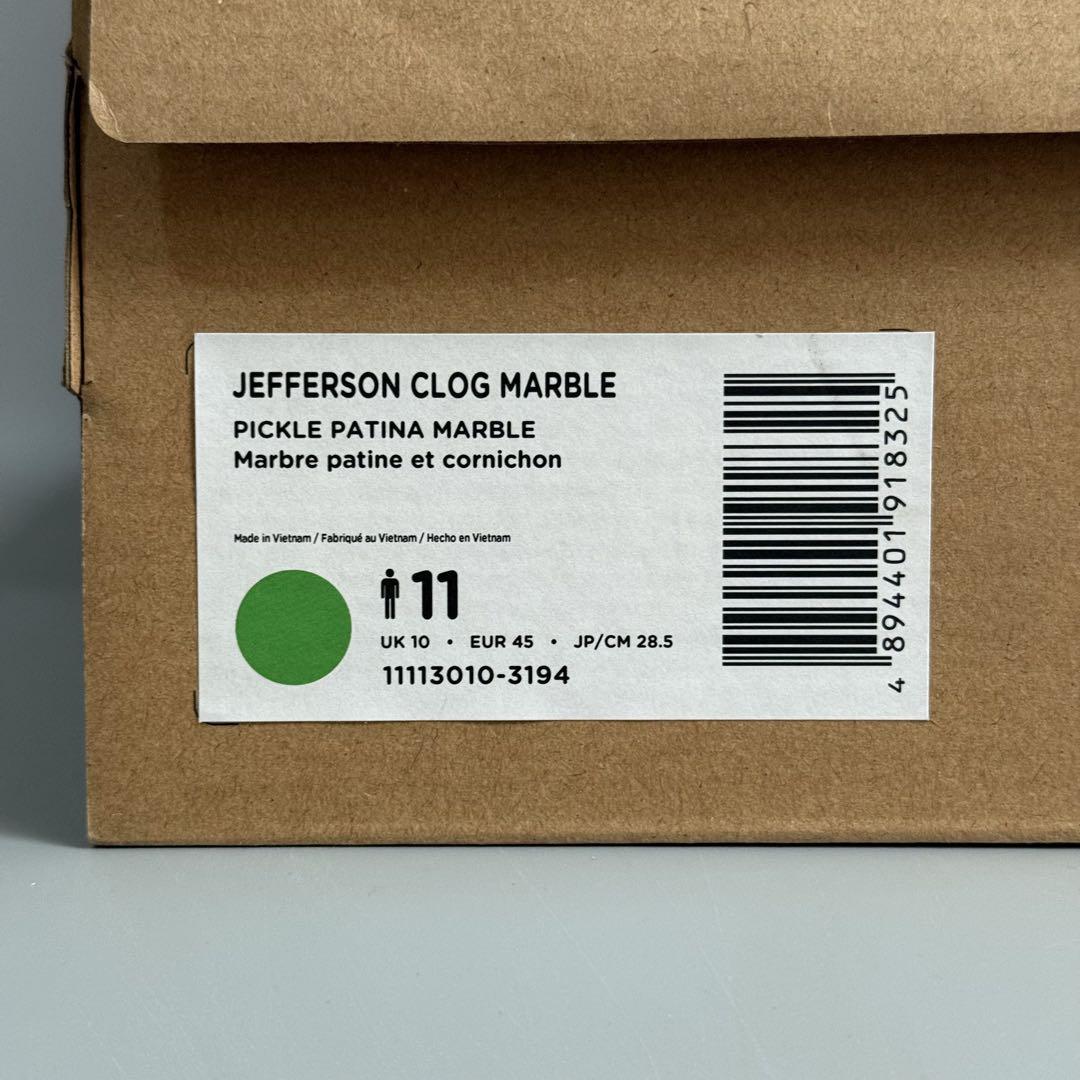 JEFFERSON CLOG MARBLE
PICKLE PATINA MARBLE
Marbre patine et cornichon
Made in Vietnam / Fabriqué au Vietnam / Hecho en Vietnam
11
UK 10 • EUR 45 • JP/CM 28.5
11113010-3194
4 894401 918325